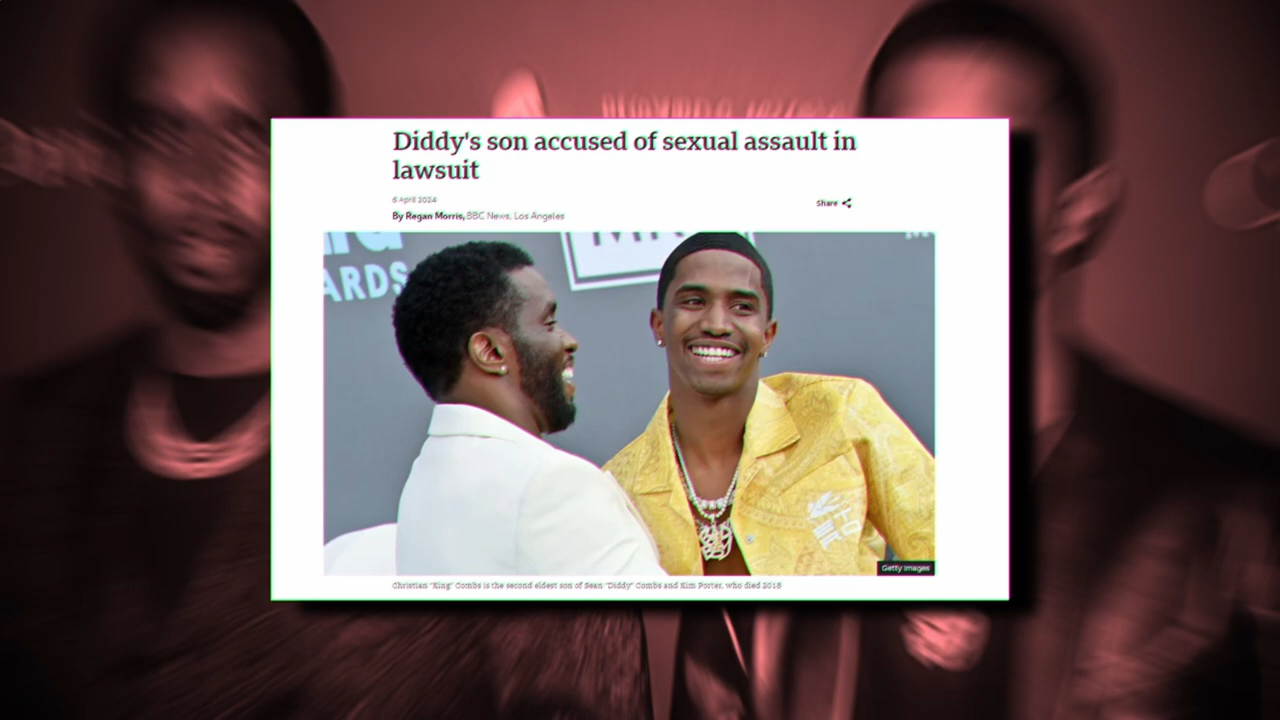 Diddy's son accused of sexual assault in
lawsuit
6 April 2024
Share
By Regan Morris, BBC News, Los Angeles
ARDS
Getty Images
Christian "King" Combs is the second eldest son of Sean "Diddy" Combs and Kim Porter, who died 2018